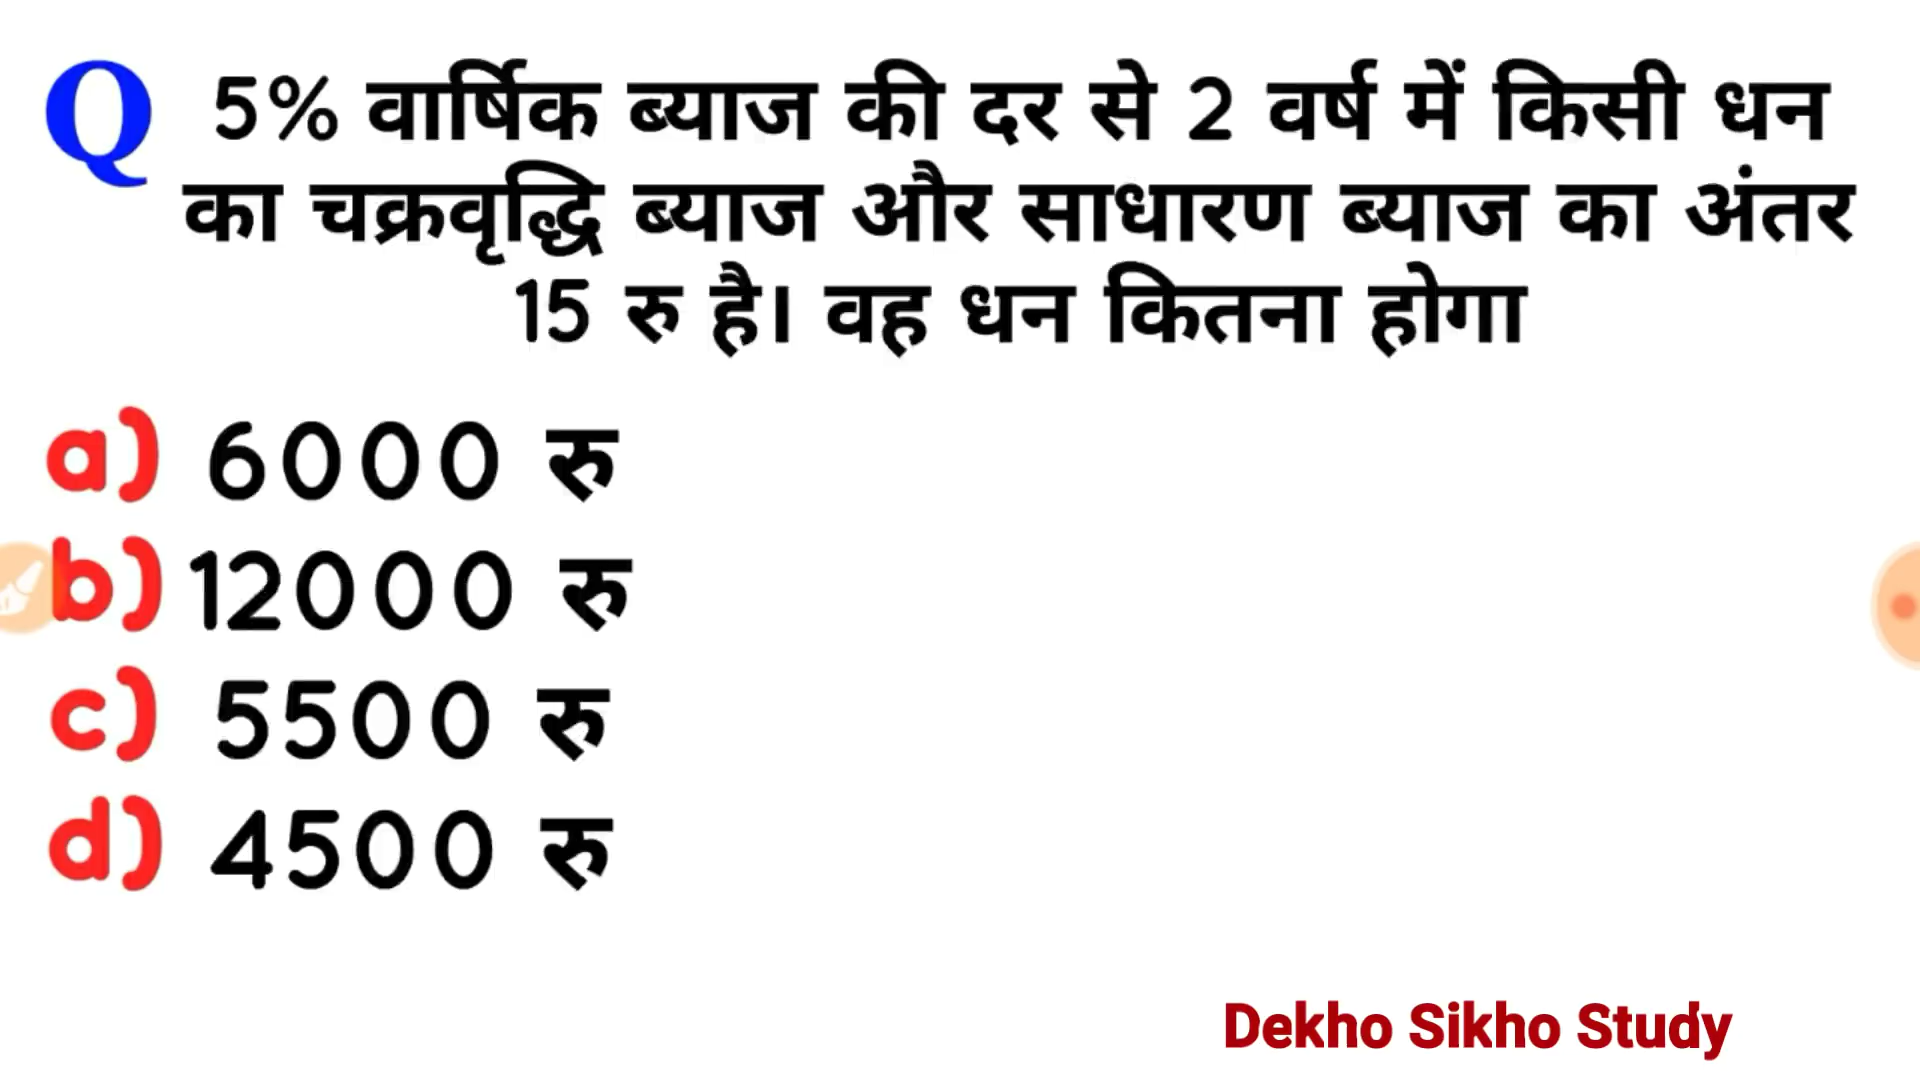 Q 5% वार्षिक ब्याज की दर से 2 वर्ष में किसी धन
का चक्रवृद्धि ब्याज और साधारण ब्याज का अंतर
15 रु है। वह धन कितना होगा
a) 6000 रु
b) 12000 रु
c) 5500 रु
d) 4500 रु
Dekho Sikho Study